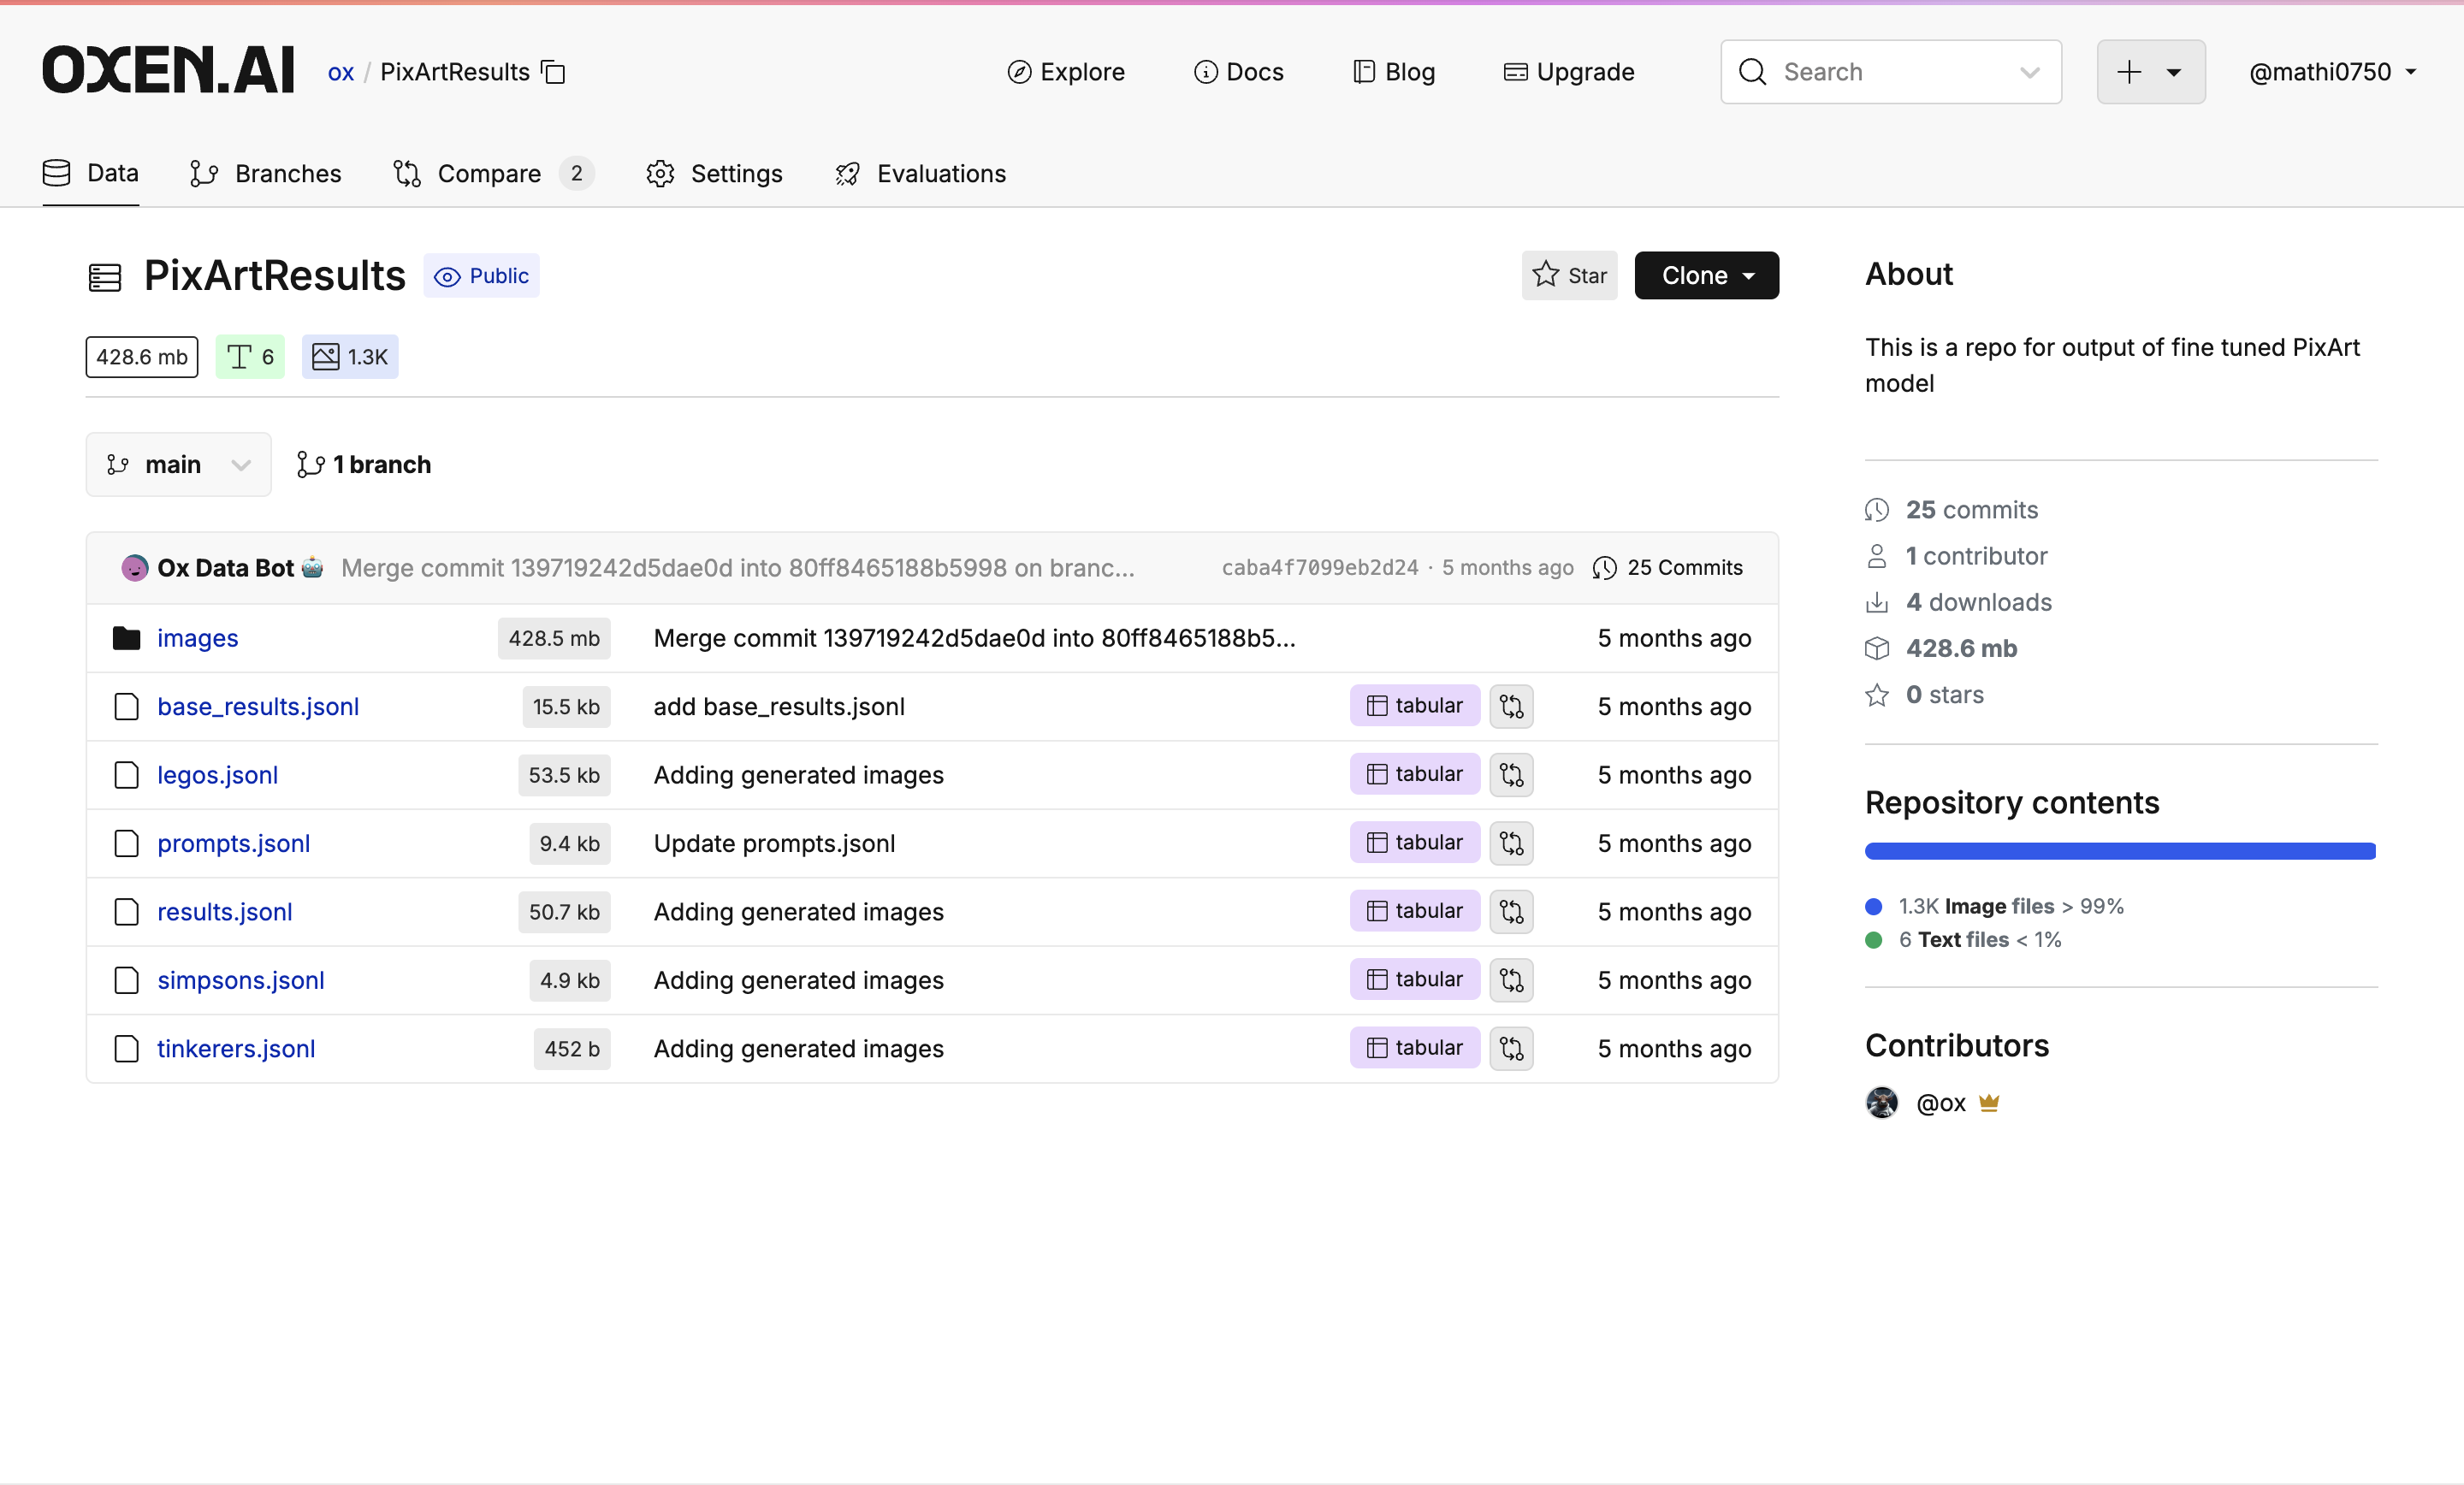 OXEN.AI ox / PixArtResults Explore Docs Blog Upgrade Search @mathi0750
Data Branches Compare 2 Settings Evaluations
PixArtResults Public Star Clone
428.6 mb 6 1.3K
main 1 branch
Ox Data Bot 🤖 Merge commit 139719242d5dae0d into 80ff8465188b5998 on branc... caba4f7099eb2d24 · 5 months ago 25 Commits
images 428.5 mb Merge commit 139719242d5dae0d into 80ff8465188b5... 5 months ago
base_results.jsonl 15.5 kb add base_results.jsonl tabular 5 months ago
legos.jsonl 53.5 kb Adding generated images tabular 5 months ago
prompts.jsonl 9.4 kb Update prompts.jsonl tabular 5 months ago
results.jsonl 50.7 kb Adding generated images tabular 5 months ago
simpsons.jsonl 4.9 kb Adding generated images tabular 5 months ago
tinkerers.jsonl 452 b Adding generated images tabular 5 months ago
About
This is a repo for output of fine tuned PixArt
model
25 commits
1 contributor
4 downloads
428.6 mb
0 stars
Repository contents
1.3K Image files > 99%
6 Text files < 1%
Contributors
@ox